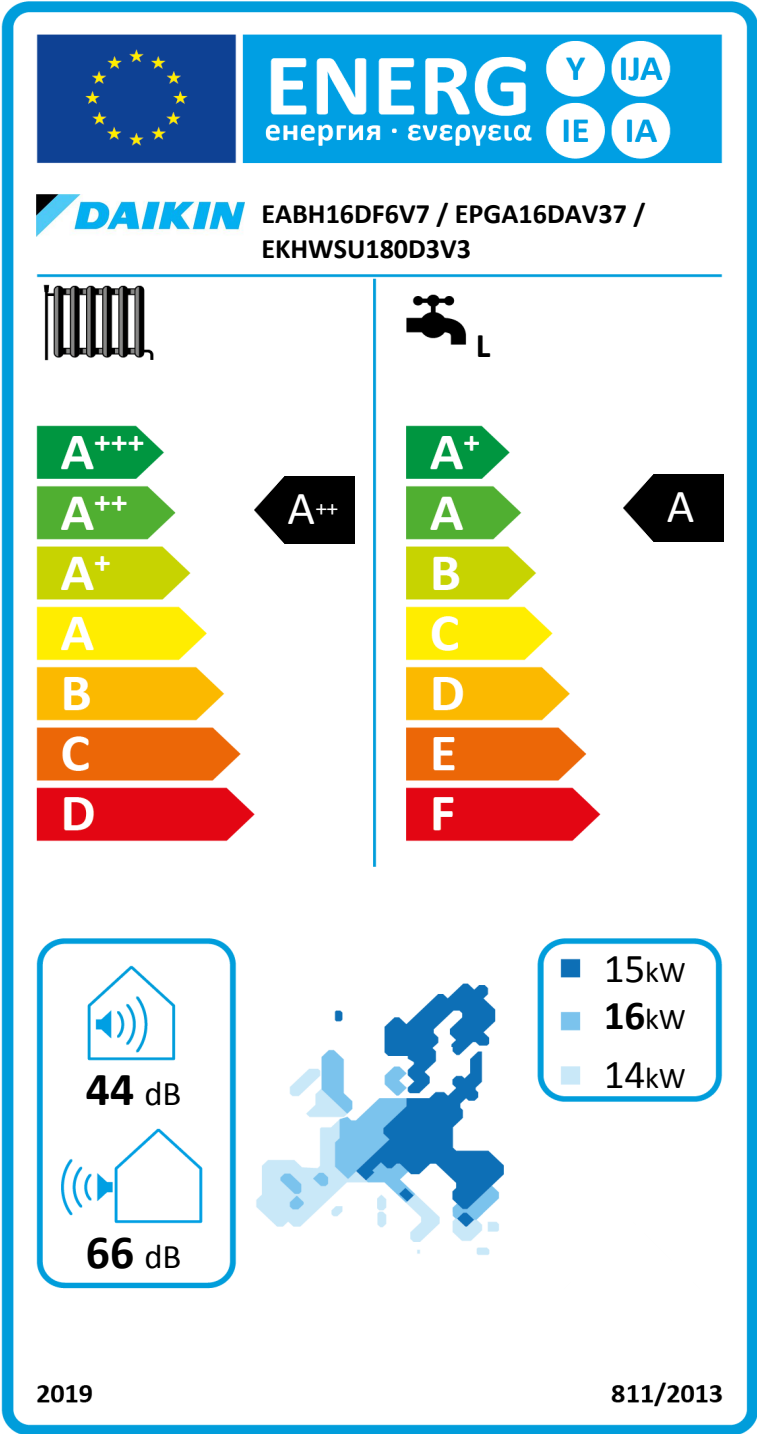 ENERG
Y IJA
IE IA
енергия · ενεργεια
DAIKIN
EABH16DF6V7 / EPGA16DAV37 /
EKHWSU180D3V3
L
A+++
A++
A+
A
B
C
D
A++
A+
A
B
C
D
E
F
A
44 dB
66 dB
15kW
16kW
14kW
2019
811/2013